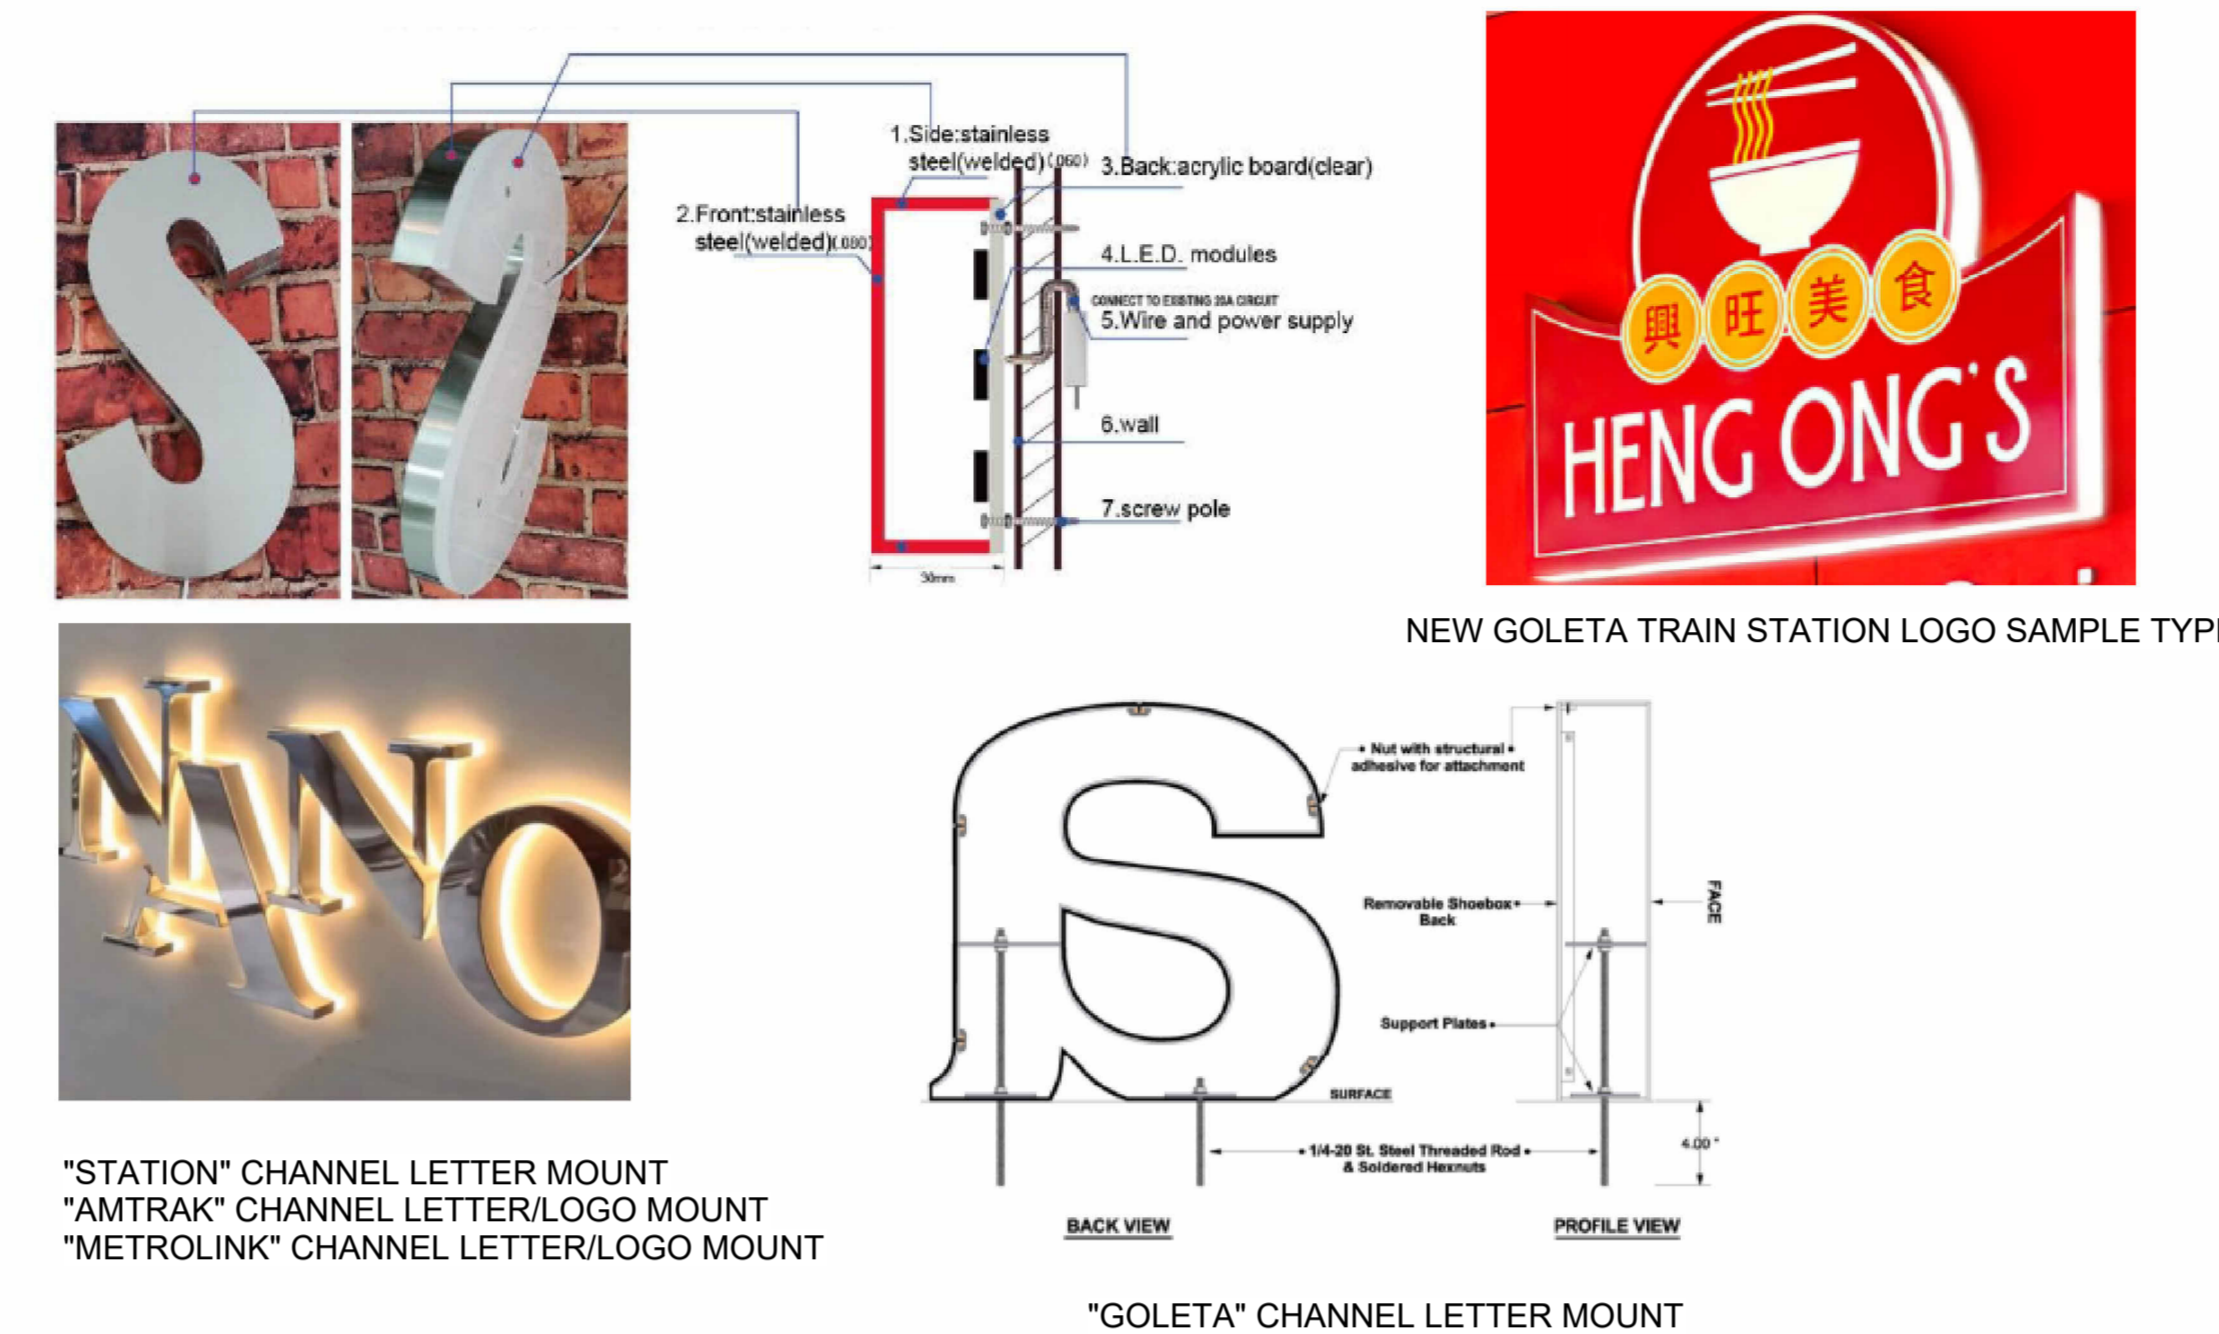 1.Side:stainless
steel(welded)(.060)
2.Front:stainless
steel(welded)(.080)
3.Back:acrylic board(clear)
4.L.E.D. modules
CONNECT TO EXISTING 20A CIRCUIT
5.Wire and power supply
6.wall
7.screw pole
30mm
興旺美食
HENG ONG'S
NEW GOLETA TRAIN STATION LOGO SAMPLE TYP
NANO
"STATION" CHANNEL LETTER MOUNT
"AMTRAK" CHANNEL LETTER/LOGO MOUNT
"METROLINK" CHANNEL LETTER/LOGO MOUNT
Nut with structural
adhesive for attachment
Removable Shoebox
Back
FACE
Support Plates
SURFACE
1/4-20 St. Steel Threaded Rod
& Soldered Hexnuts
4.00 "
BACK VIEW
PROFILE VIEW
"GOLETA" CHANNEL LETTER MOUNT